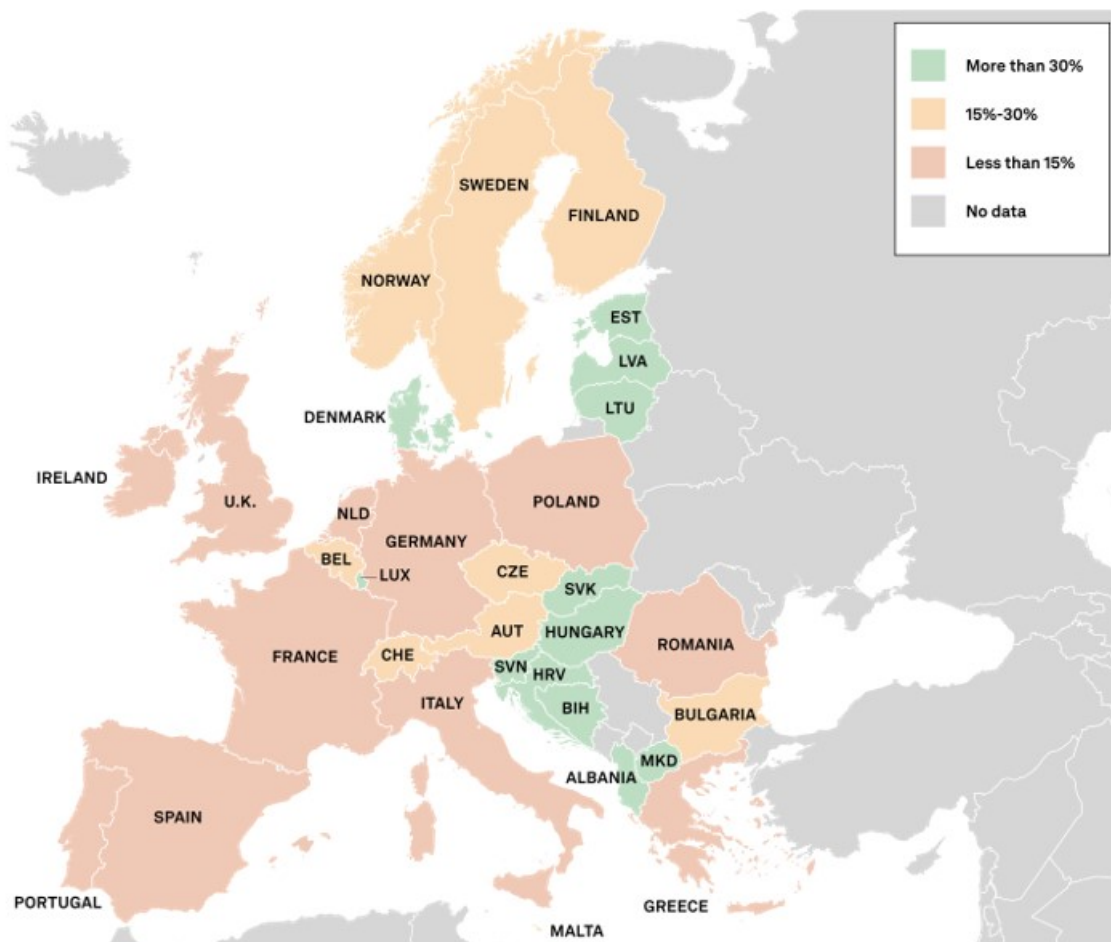 More than 30%
15%-30%
Less than 15%
No data
SWEDEN
FINLAND
NORWAY
EST
LVA
LTU
DENMARK
IRELAND
U.K.
NLD
POLAND
GERMANY
BEL
LUX
CZE
SVK
AUT
HUNGARY
FRANCE
CHE
SVN
HRV
ROMANIA
ITALY
BIH
BULGARIA
MKD
ALBANIA
SPAIN
PORTUGAL
GREECE
MALTA